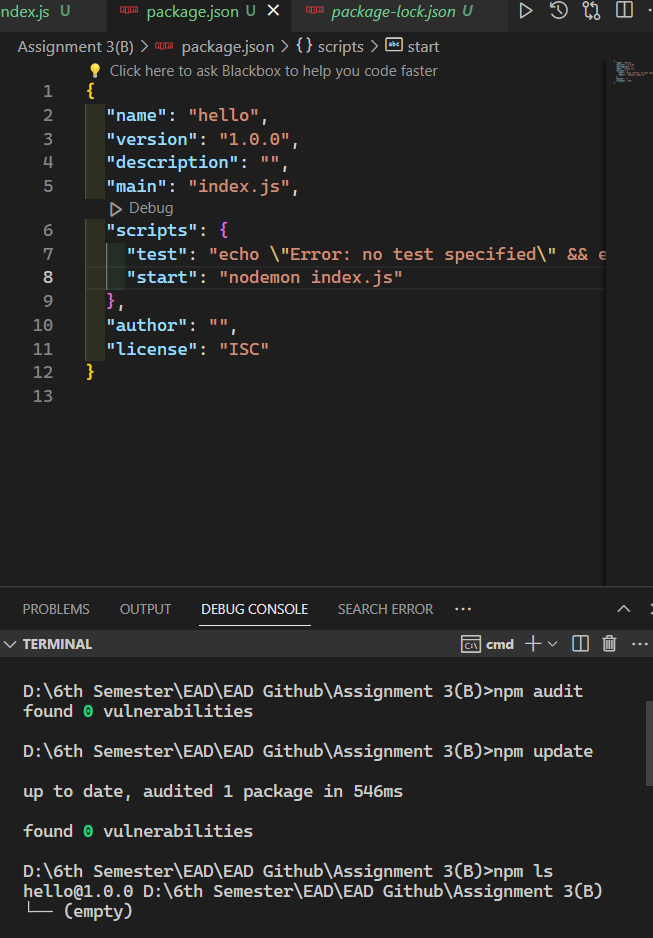 ndex.js U package.json U package-lock.json U
Assignment 3(B) > package.json > {} scripts > abc start
Click here to ask Blackbox to help you code faster
1 {
2 "name": "hello",
3 "version": "1.0.0",
4 "description": "",
5 "main": "index.js",
Debug
6 "scripts": {
7 "test": "echo \"Error: no test specified\" && e
8 "start": "nodemon index.js"
9 },
10 "author": "",
11 "license": "ISC"
12 }
13
PROBLEMS OUTPUT DEBUG CONSOLE SEARCH ERROR ...
TERMINAL cmd
D:\6th Semester\EAD\EAD Github\Assignment 3(B)>npm audit
found 0 vulnerabilities
D:\6th Semester\EAD\EAD Github\Assignment 3(B)>npm update
up to date, audited 1 package in 546ms
found 0 vulnerabilities
D:\6th Semester\EAD\EAD Github\Assignment 3(B)>npm ls
hello@1.0.0 D:\6th Semester\EAD\EAD Github\Assignment 3(B)
└── (empty)